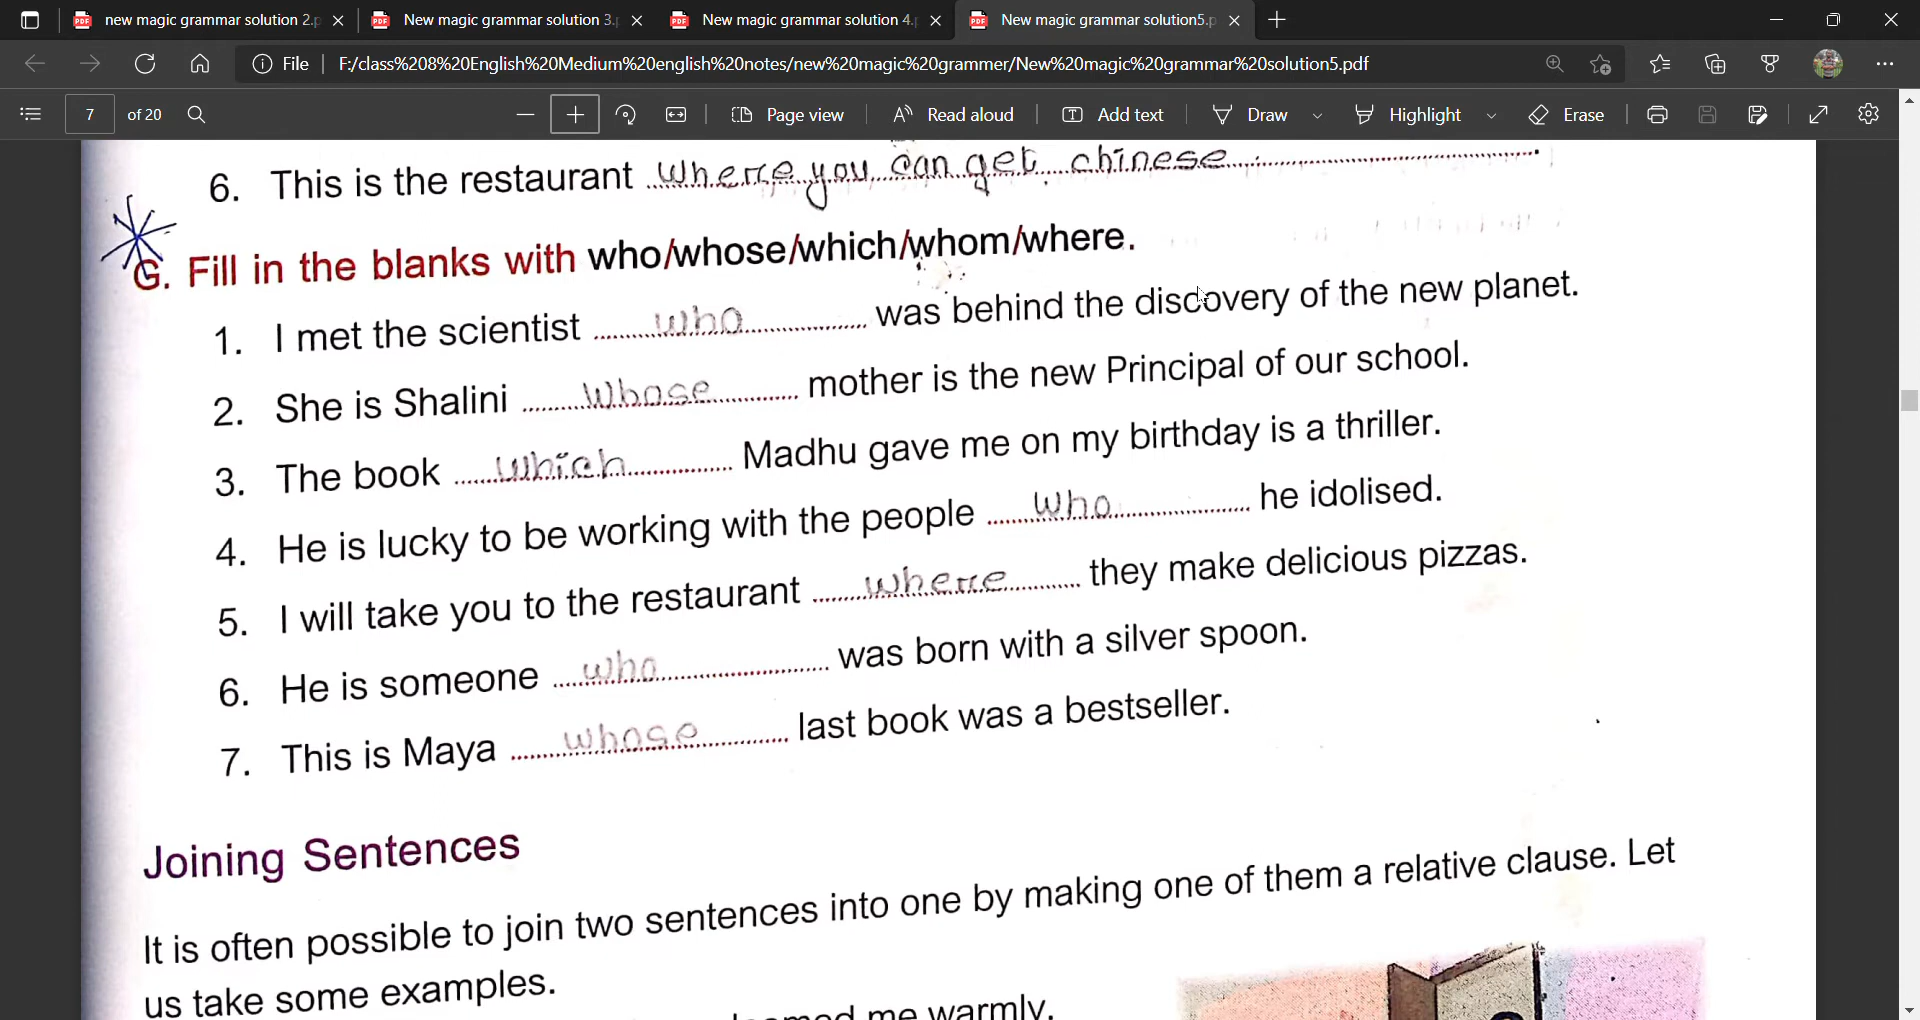 new magic grammar solution 2.p
New magic grammar solution 3.
New magic grammar solution 4.
New magic grammar solution5.p
File
F:/class%208%20English%20Medium%20english%20notes/new%20magic%20grammer/New%20magic%20grammar%20solution5.pdf
7 of 20
Page view
Read aloud
Add text
Draw
Highlight
Erase
6. This is the restaurant where you can get chinese.
G. Fill in the blanks with who/whose/which/whom/where.
1. I met the scientist who was behind the discovery of the new planet.
2. She is Shalini Whose mother is the new Principal of our school.
3. The book which Madhu gave me on my birthday is a thriller.
4. He is lucky to be working with the people Who he idolised.
5. I will take you to the restaurant where they make delicious pizzas.
6. He is someone who was born with a silver spoon.
7. This is Maya whose last book was a bestseller.
Joining Sentences
It is often possible to join two sentences into one by making one of them a relative clause. Let
us take some examples.
me warmly.